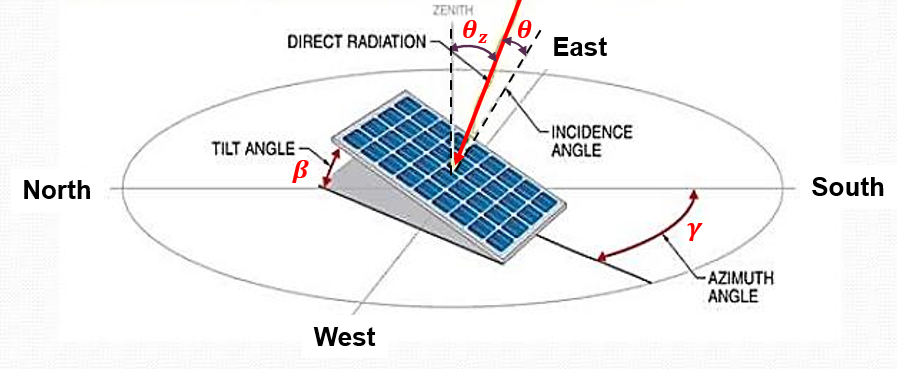 ZENITH
θz
θ
DIRECT RADIATION
East
INCIDENCE
ANGLE
TILT ANGLE
β
North
South
γ
AZIMUTH
ANGLE
West